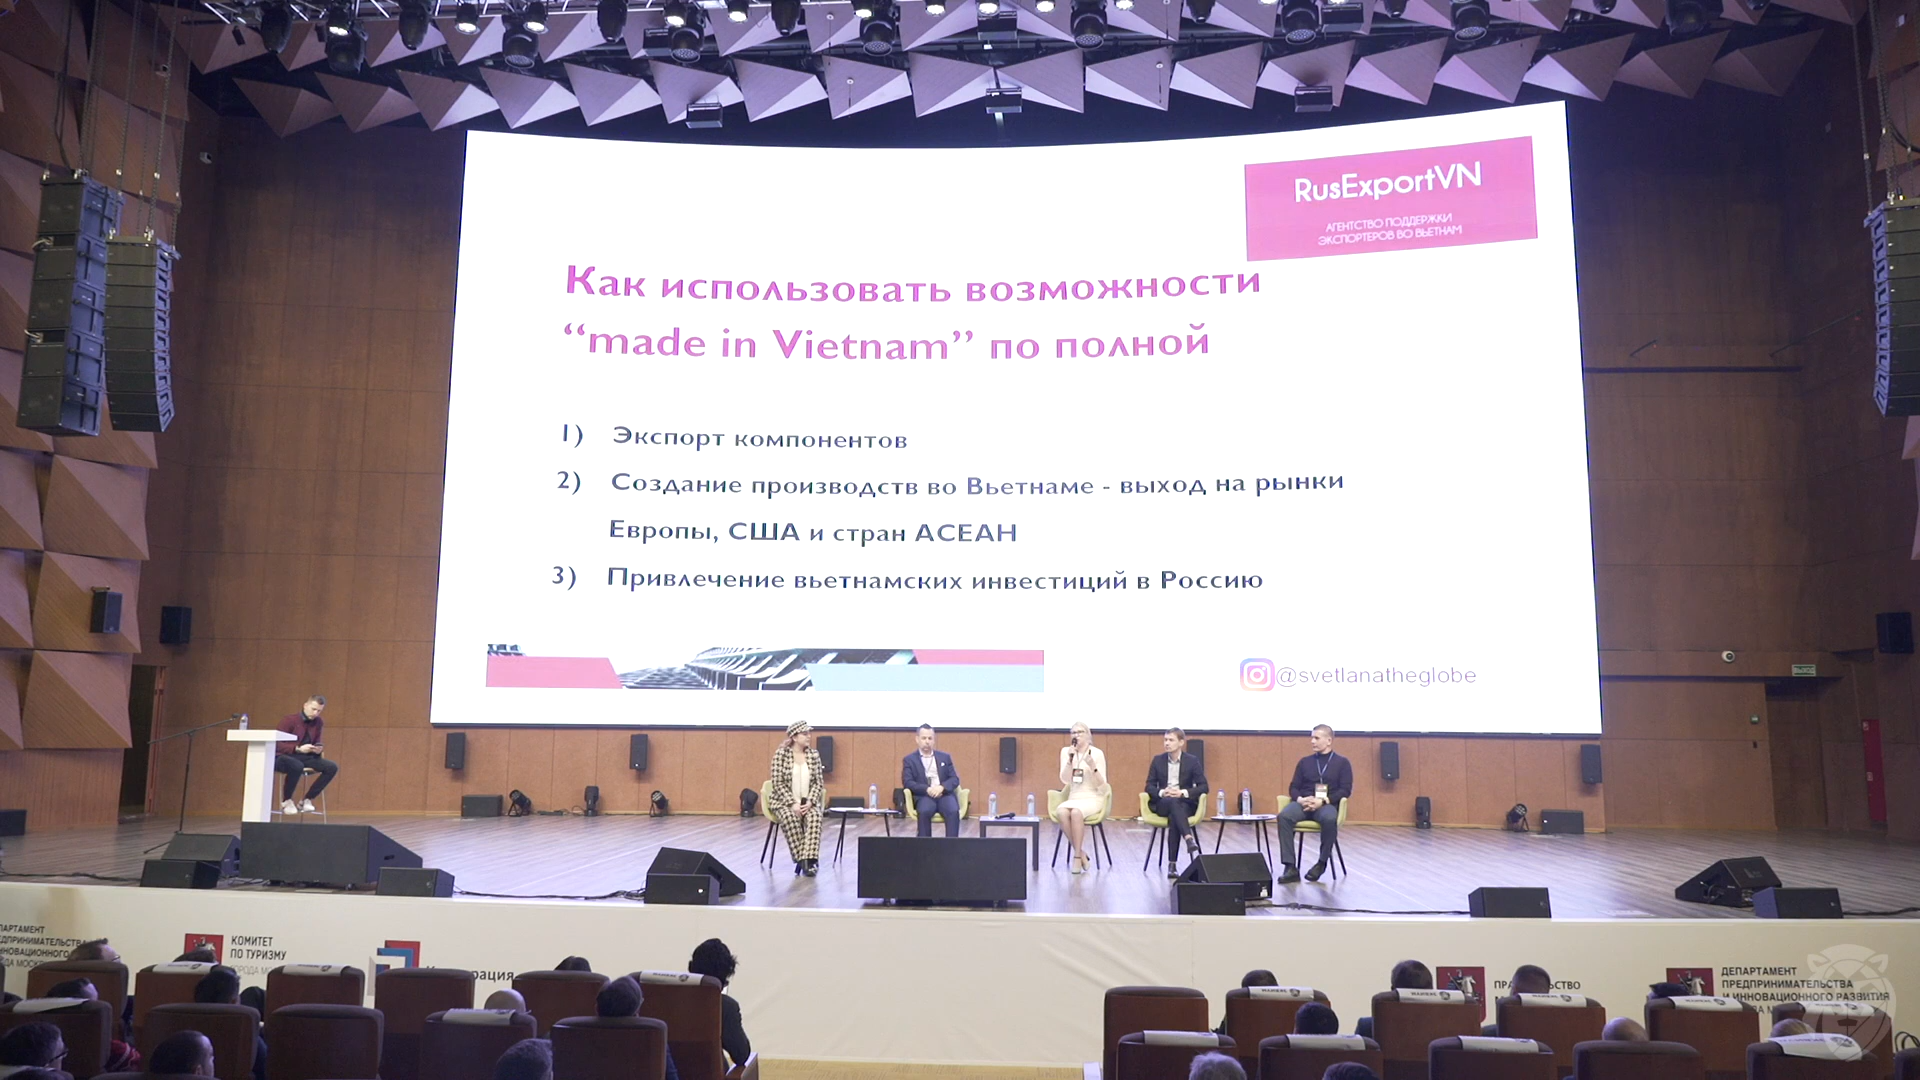 RusExportVN
АГЕНТСТВО ПОДДЕРЖКИ
ЭКСПОРТЕРОВ ВО ВЬЕТНАМ
Как использовать возможности
“made in Vietnam” по полной
1) Экспорт компонентов
2) Создание производств во Вьетнаме - выход на рынки
Европы, США и стран АСЕАН
3) Привлечение вьетнамских инвестиций в Россию
@svetlanatheglobe
ВЫХОД
КОМИТЕТ
ПО ТУРИЗМУ
ДЕПАРТАМЕНТ
ПРЕДПРИНИМАТЕЛЬСТВА
И ИННОВАЦИОННОГО РАЗВИТИЯ